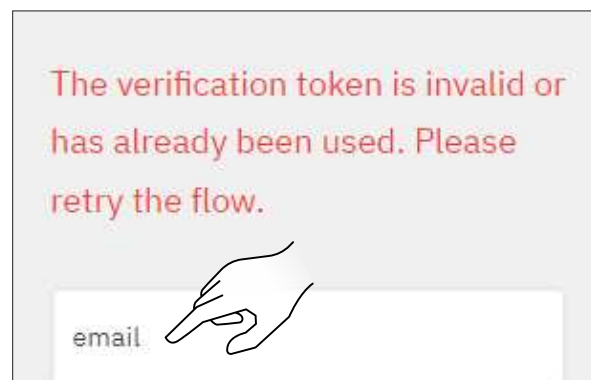 The verification token is invalid or
has already been used. Please
retry the flow.
email